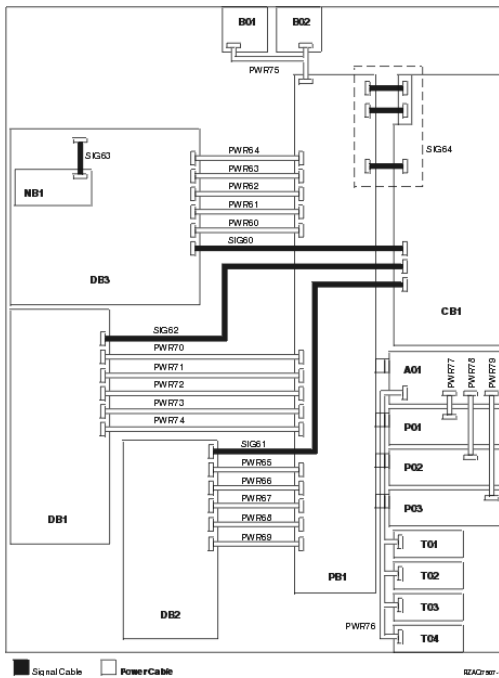 B01
B02
PWR75
SIG64
SIG63
NB1
DB3
PWR64
PWR63
PWR62
PWR61
PWR60
SIG60
CB1
SIG62
PWR70
PWR71
PWR72
PWR73
PWR74
DB1
SIG61
PWR65
PWR66
PWR67
PWR68
PWR69
DB2
PB1
A01
PWR77
PWR78
PWR79
P01
P02
P03
T01
T02
T03
T04
PWR76
Signal Cable
Power Cable